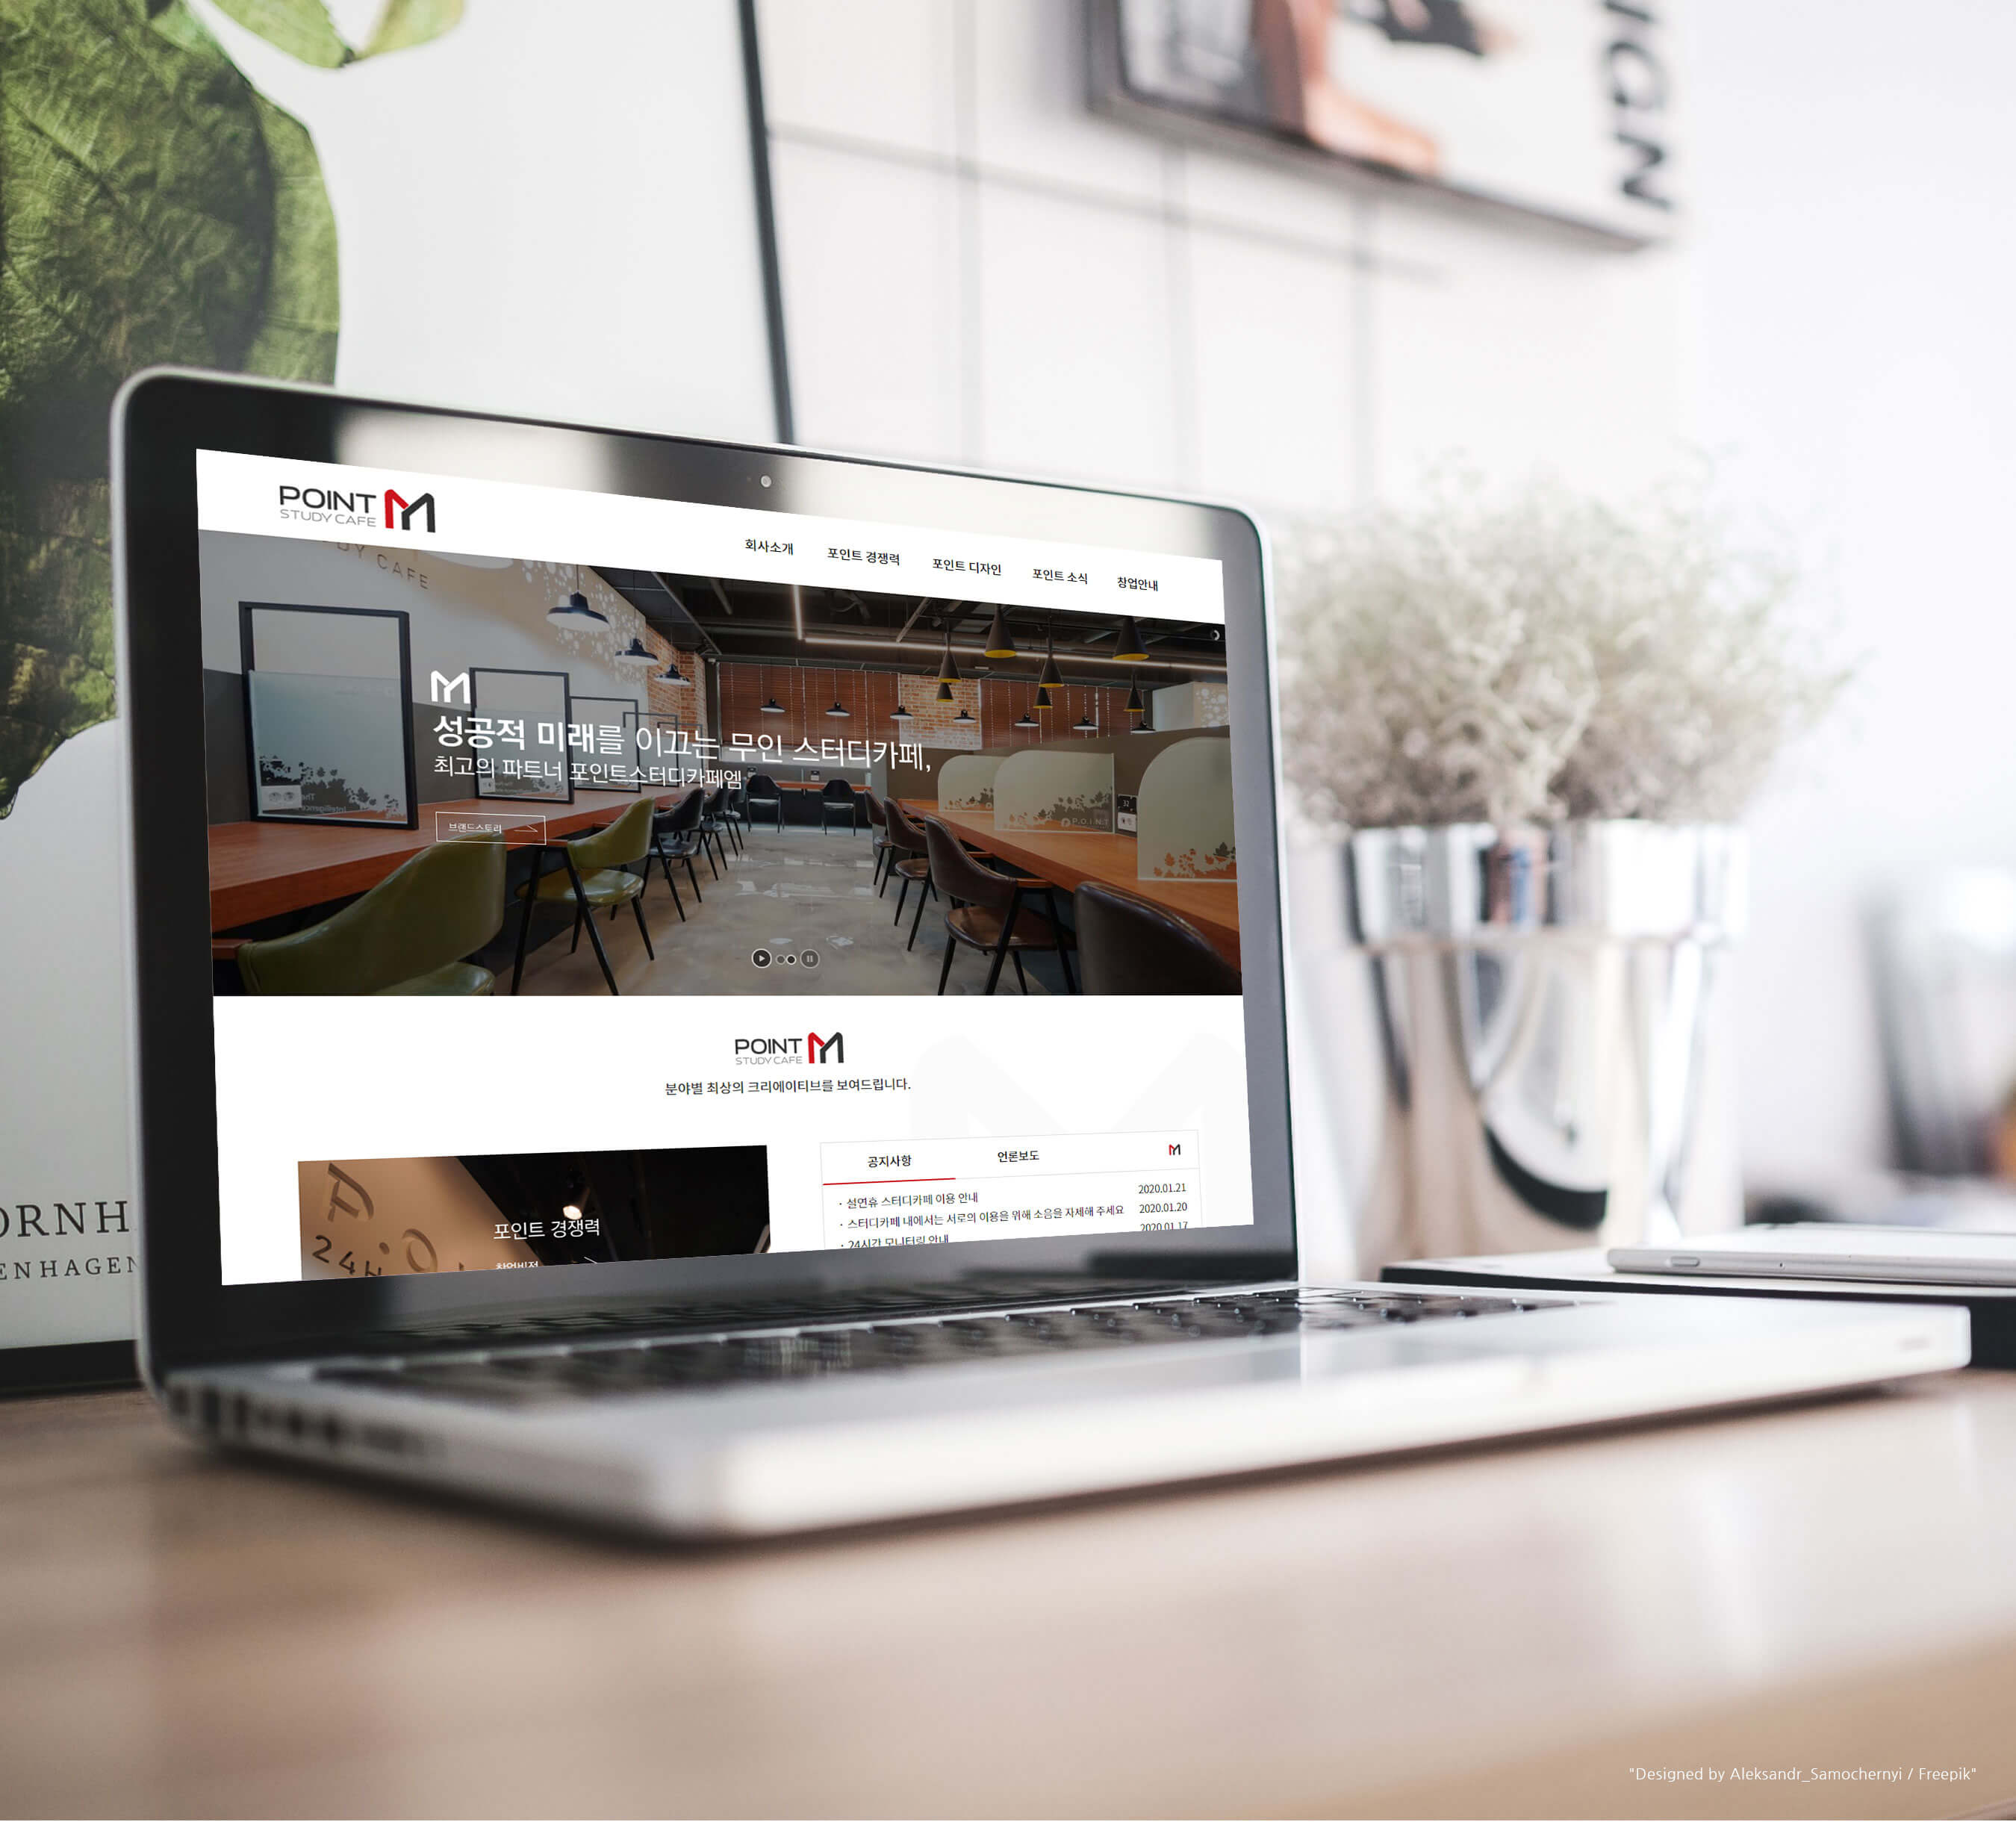 IGN
POINT M
STUDY CAFE
회사소개
포인트 경쟁력
포인트 디자인
포인트 소식
창업안내
CAFE
성공적 미래를 이끄는 무인 스터디카페,
최고의 파트너 포인트스터디카페엠
브랜드스토리
POINT
POINT M
STUDY CAFE
분야별 최상의 크리에이티브를 보여드립니다.
포인트 경쟁력
24H
공지사항
언론보도
· 설연휴 스터디카페 이용 안내 2020.01.21
· 스터디카페 내에서는 서로의 이용을 위해 소음을 자체해 주세요 2020.01.20
· 24시간 모니터링 안내 2020.01.17
ORNH
ENHAGEN
"Designed by Aleksandr_Samochernyi / Freepik"